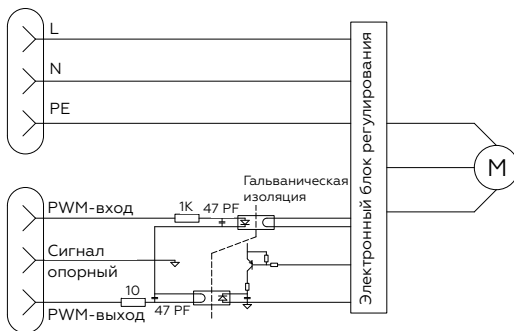 L
N
PE
Электронный блок регулирования
M
Гальваническая
изоляция
PWM-вход
1K
47 PF
Сигнал
опорный
10
47 PF
PWM-выход